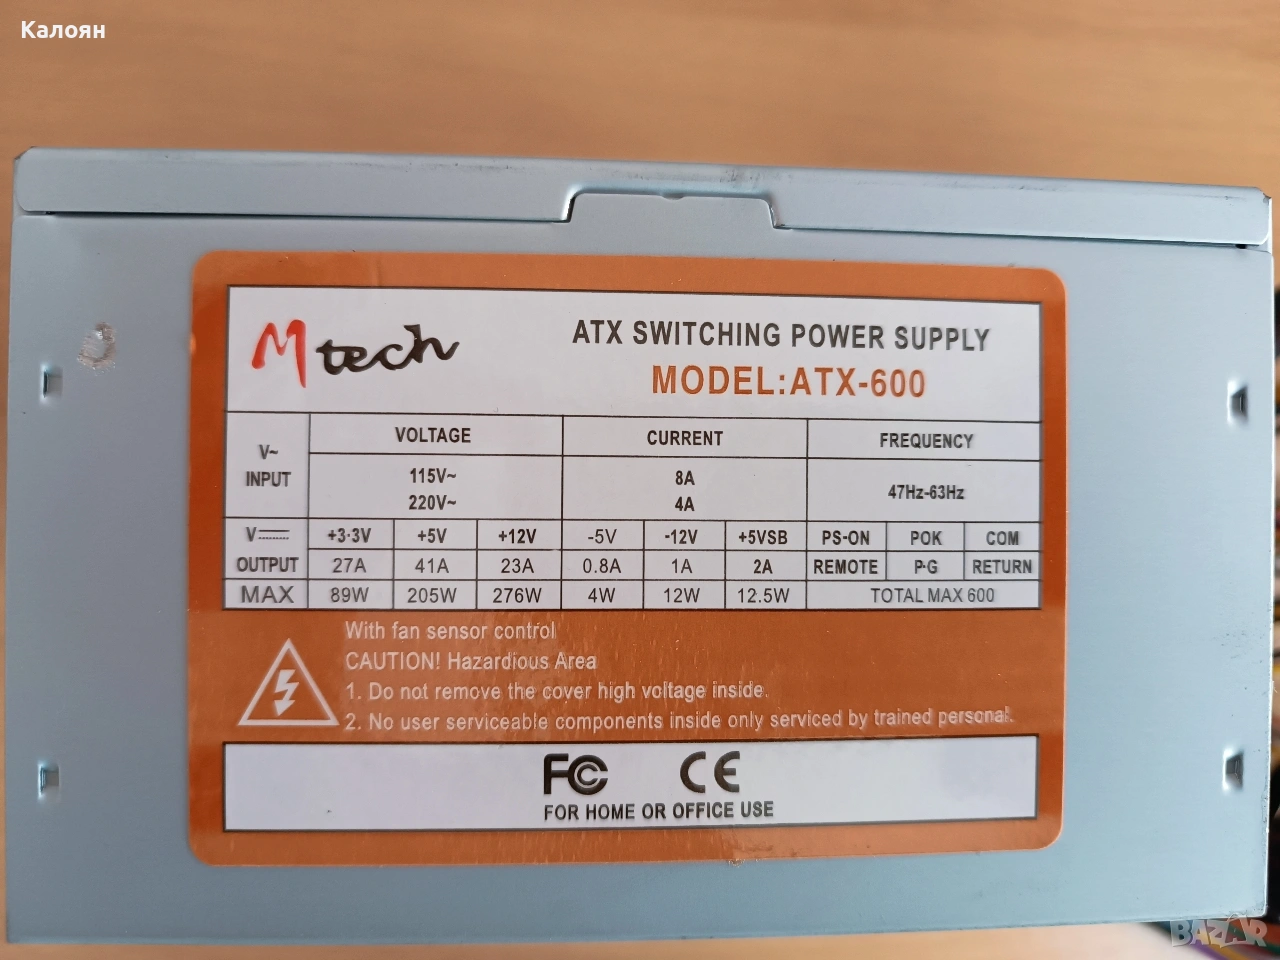 Калоян
Mtech
ATX SWITCHING POWER SUPPLY
MODEL:ATX-600
V~ INPUT VOLTAGE CURRENT FREQUENCY
115V~ 8A 47Hz-63Hz
220V~ 4A
V +3·3V +5V +12V -5V -12V +5VSB PS-ON POK COM
OUTPUT 27A 41A 23A 0.8A 1A 2A REMOTE P·G RETURN
MAX 89W 205W 276W 4W 12W 12.5W TOTAL MAX 600
With fan sensor control
CAUTION! Hazardious Area
1. Do not remove the cover high voltage inside.
2. No user serviceable components inside only serviced by trained personal.
FC CE
FOR HOME OR OFFICE USE
BAZAR